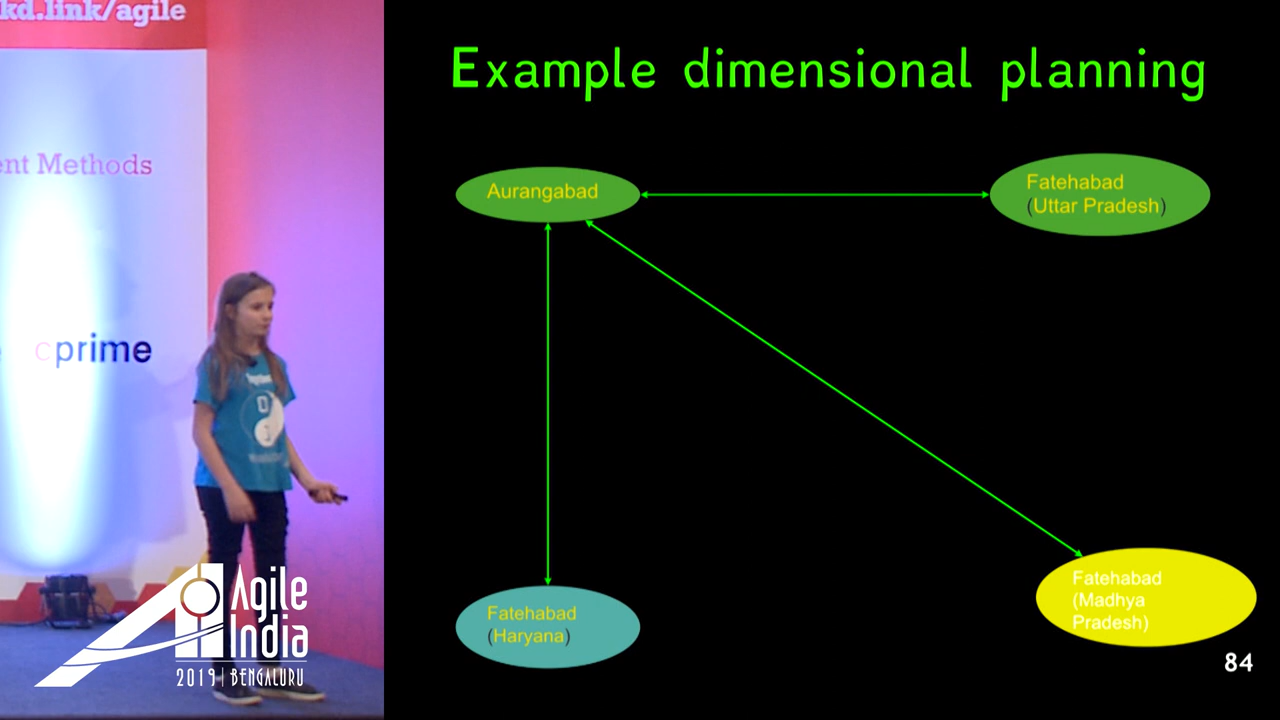 kd.link/agile
ent Methods
cprime
Agile
India
2019 | BENGALURU
Example dimensional planning
Aurangabad
Fatehabad
(Uttar Pradesh)
Fatehabad
(Haryana)
Fatehabad
(Madhya
Pradesh)
84